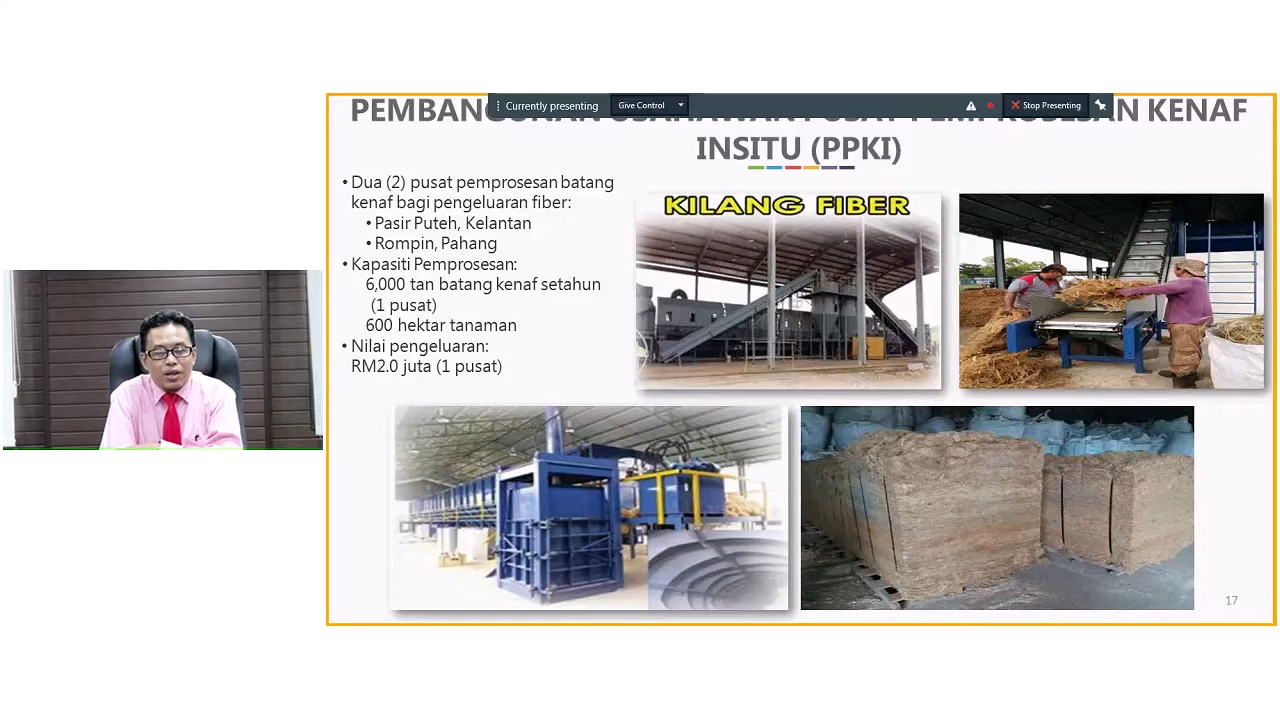 Currently presenting
Give Control
Stop Presenting
KENAF
INSITU (PPKI)
• Dua (2) pusat pemprosesan batang
kenaf bagi pengeluaran fiber:
• Pasir Puteh, Kelantan
• Rompin, Pahang
• Kapasiti Pemprosesan:
6,000 tan batang kenaf setahun
(1 pusat)
600 hektar tanaman
• Nilai pengeluaran:
RM2.0 juta (1 pusat)
KILANG FIBER
17